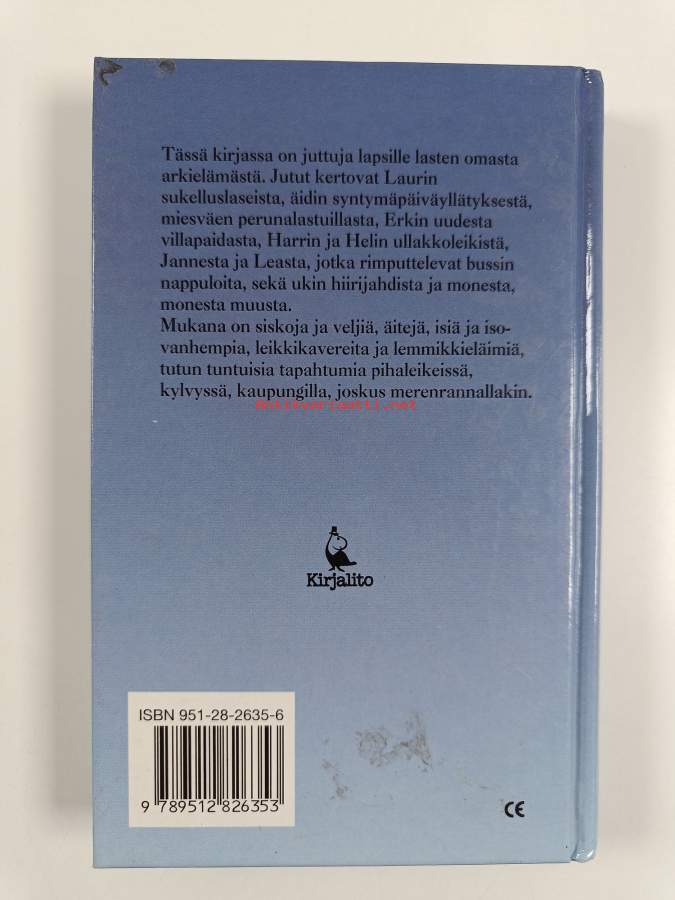 Tässä kirjassa on juttuja lapsille lasten omasta
arkielämästä. Jutut kertovat Laurin
sukelluslaseista, äidin syntymäpäiväyllätyksestä,
miesväen perunalastuillasta, Erkin uudesta
villapaidasta, Harrin ja Helin ullakkoleikistä,
Jannesta ja Leasta, jotka rimputtelevat bussin
nappuloita, sekä ukin hiirijahdista ja monesta,
monesta muusta.
Mukana on siskoja ja veljiä, äitejä, isiä ja iso-
vanhempia, leikkikavereita ja lemmikkieläimiä,
tutun tuntuisia tapahtumia pihaleikeissä,
kylvyssä, kaupungilla, joskus merenrannallakin.
Antikvariaatti.net
Kirjalito
ISBN 951-28-2635-6
9 789512 826353
CE